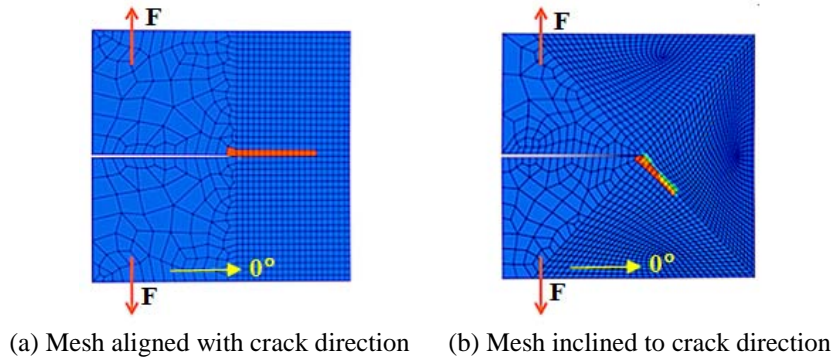 F
F
0°
0°
F
F
(a) Mesh aligned with crack direction
(b) Mesh inclined to crack direction